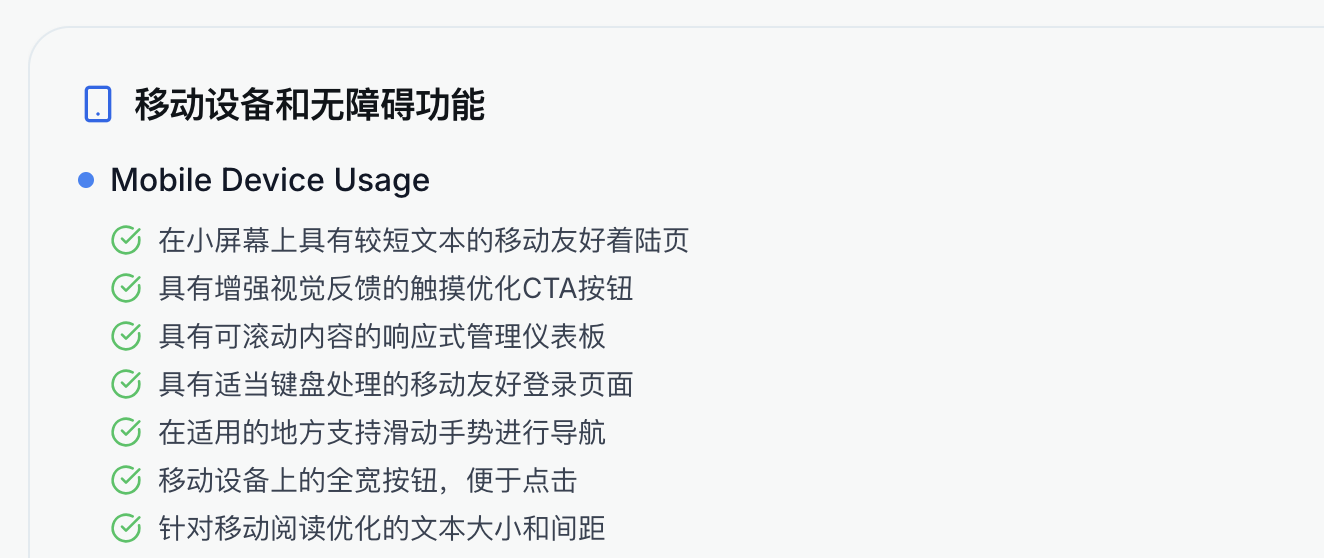 移动设备和无障碍功能
Mobile Device Usage
在小屏幕上具有较短文本的移动友好着陆页
具有增强视觉反馈的触摸优化CTA按钮
具有可滚动内容的响应式管理仪表板
具有适当键盘处理的移动友好登录页面
在适用的地方支持滑动手势进行导航
移动设备上的全宽按钮，便于点击
针对移动阅读优化的文本大小和间距